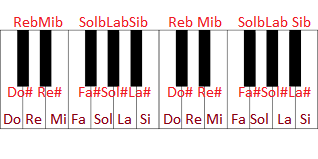 RebMib SolbLabSib Reb Mib SolbLab Sib
Do# Re# Fa#Sol#La# Do# Re# Fa#Sol#La#
Do Re Mi Fa Sol La Si Do Re Mi Fa Sol La Si